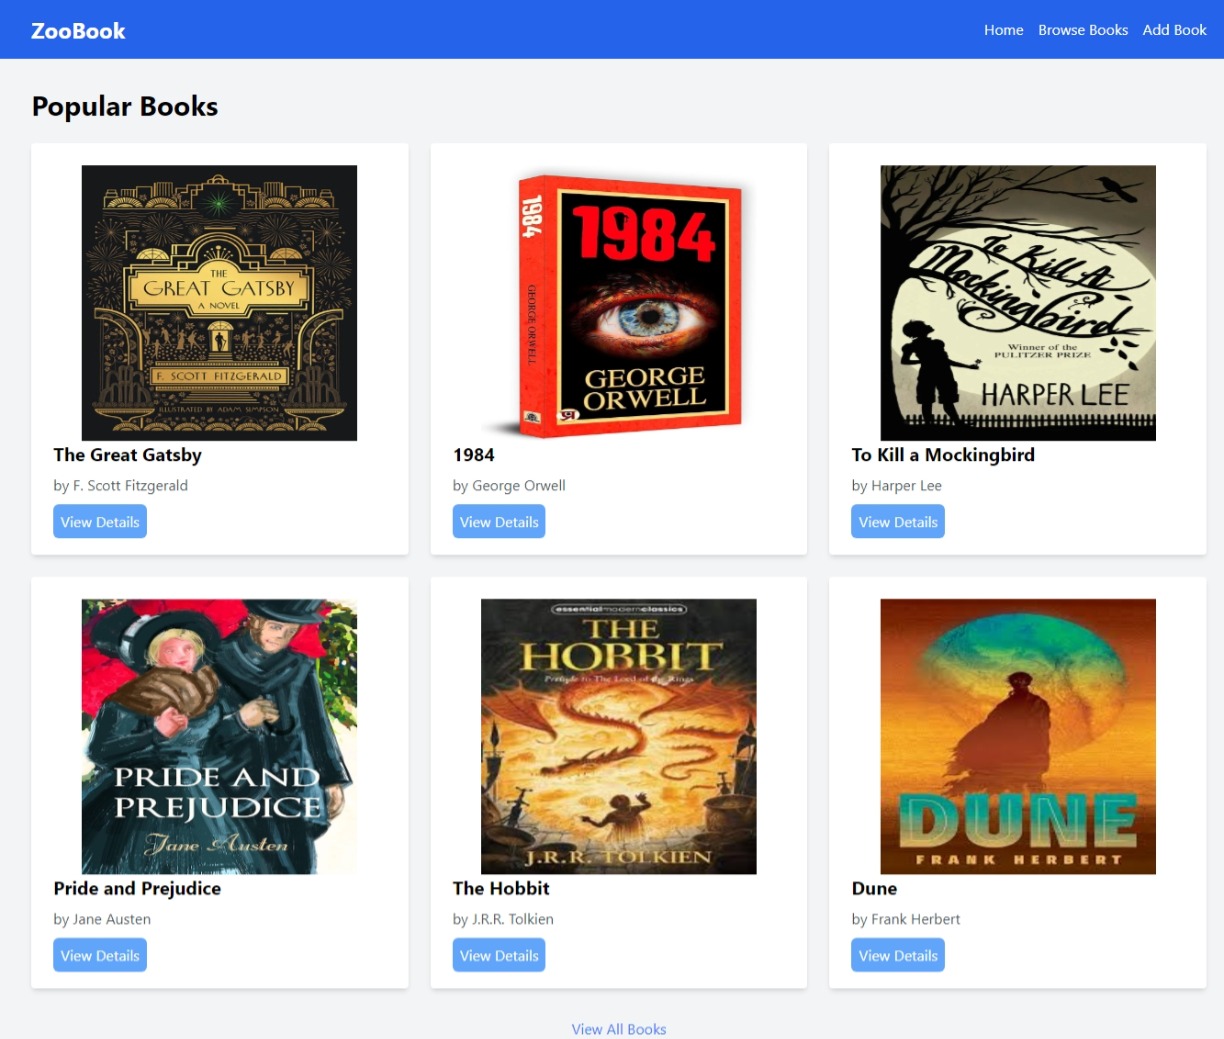 ZooBook
Home Browse Books Add Book
Popular Books
THE
GREAT GATSBY
A NOVEL
F. SCOTT FITZGERALD
ILLUSTRATED BY ADAM SIMPSON
The Great Gatsby
by F. Scott Fitzgerald
View Details
1984
GEORGE ORWELL
1984
GEORGE
ORWELL
1984
by George Orwell
View Details
To Kill A
Mockingbird
Winner of the
PULITZER PRIZE
HARPER LEE
To Kill a Mockingbird
by Harper Lee
View Details
PRIDE AND
PREJUDICE
Jane Austen
Pride and Prejudice
by Jane Austen
View Details
essentialmodernclassics
THE
HOBBIT
Prelude to The Lord of the Rings
J.R.R. TOLKIEN
The Hobbit
by J.R.R. Tolkien
View Details
DUNE
FRANK HERBERT
Dune
by Frank Herbert
View Details
View All Books